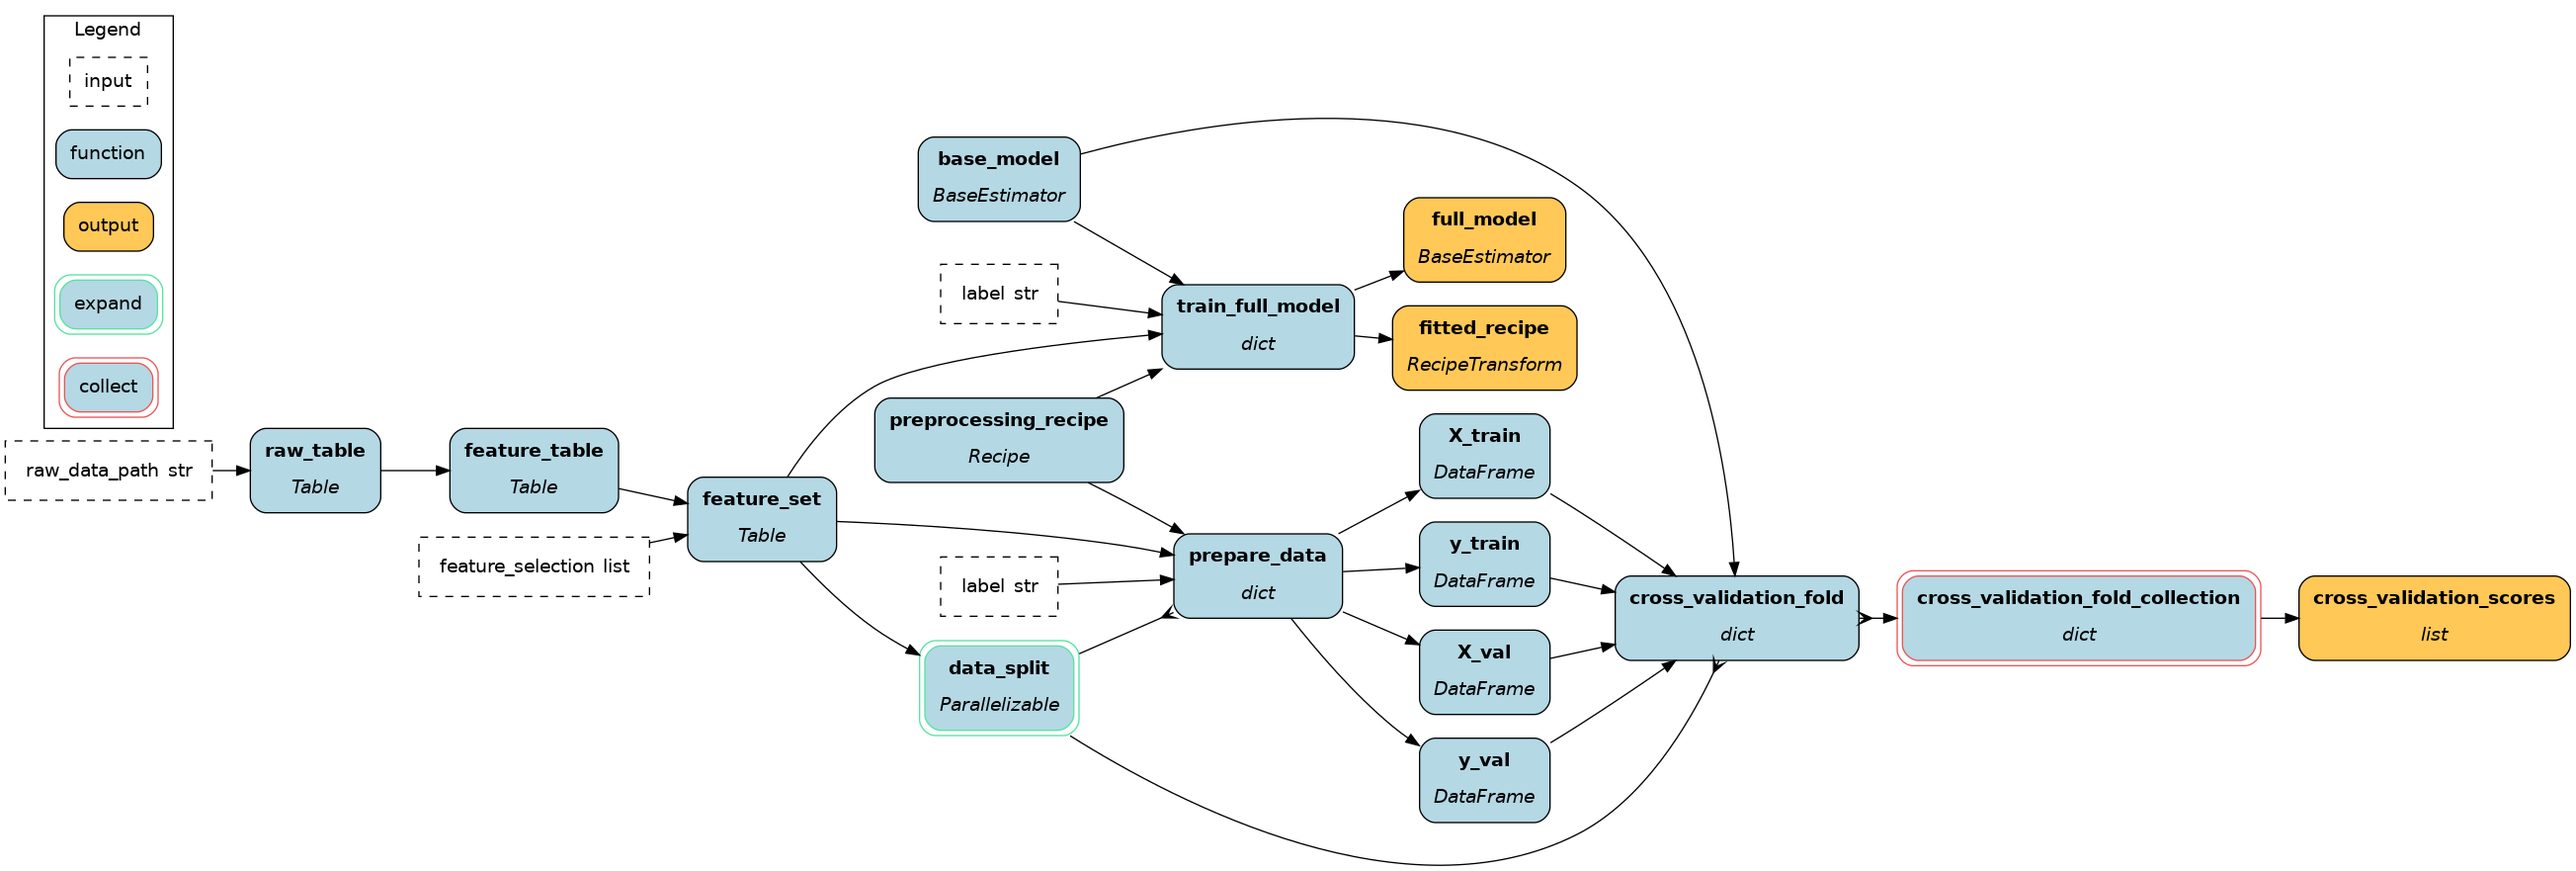 Legend
input
function
output
expand
collect
raw_data_path str
raw_table
Table
feature_table
Table
feature_selection list
feature_set
Table
base_model
BaseEstimator
label str
preprocessing_recipe
Recipe
label str
data_split
Parallelizable
train_full_model
dict
prepare_data
dict
full_model
BaseEstimator
fitted_recipe
RecipeTransform
X_train
DataFrame
y_train
DataFrame
X_val
DataFrame
y_val
DataFrame
cross_validation_fold
dict
cross_validation_fold_collection
dict
cross_validation_scores
list